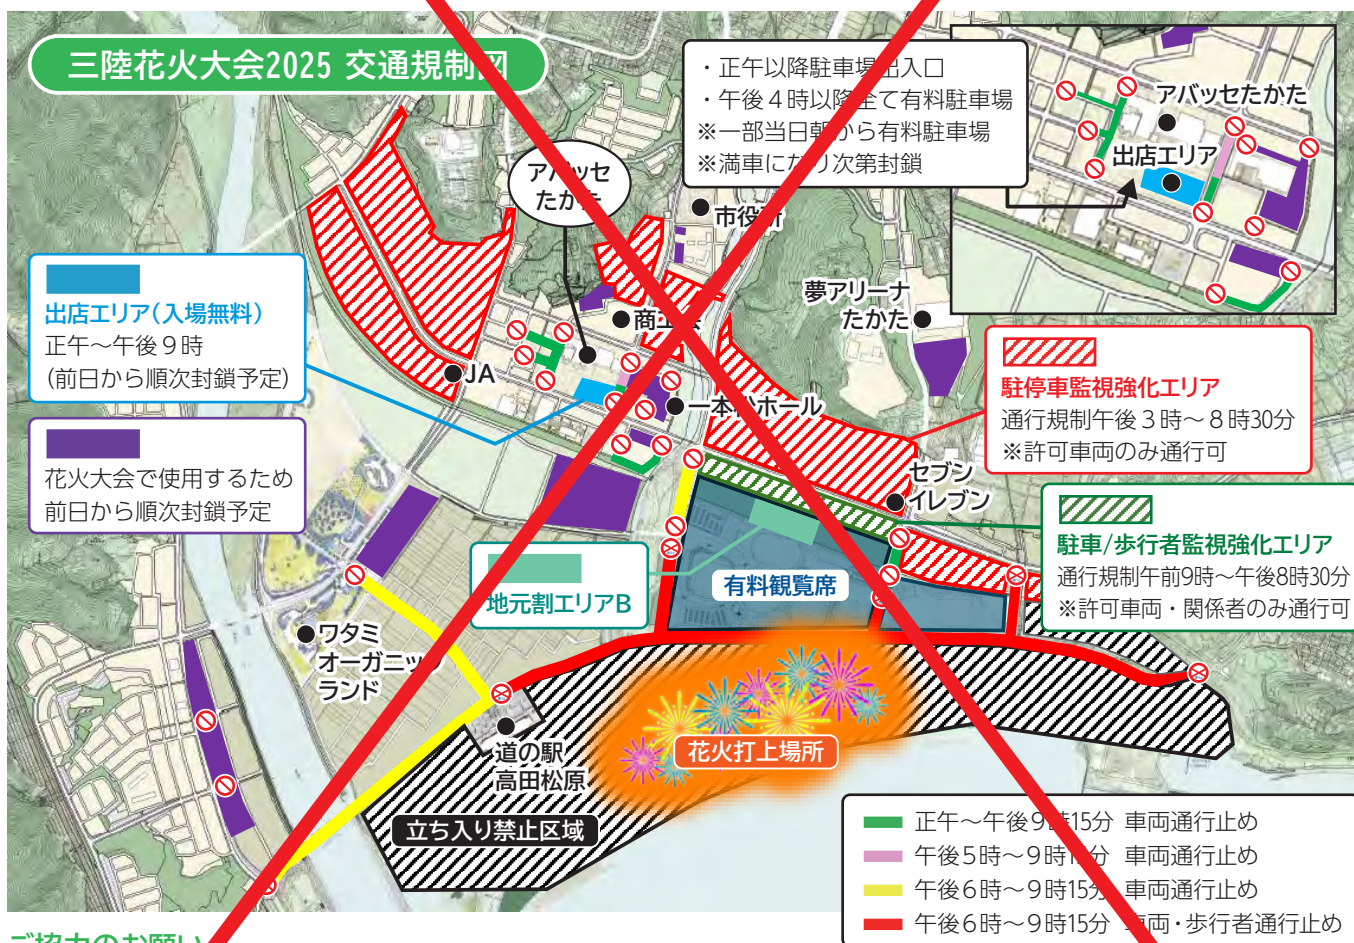 三陸花火大会2025 交通規制図
・正午以降駐車場出入口
・午後4時以降全て有料駐車場
※一部当日朝から有料駐車場
※満車になり次第封鎖
アバッセたかた
出店エリア
アバッセ
たかた
市役所
夢アリーナ
たかた
商工会
JA
一本松ホール
セブン
イレブン
出店エリア(入場無料)
正午~午後9時
(前日から順次封鎖予定)
花火大会で使用するため
前日から順次封鎖予定
駐停車監視強化エリア
通行規制午後3時~8時30分
※許可車両のみ通行可
駐車/歩行者監視強化エリア
通行規制午前9時~午後8時30分
※許可車両・関係者のみ通行可
地元割エリアB
有料観覧席
ワタミ
オーガニック
ランド
道の駅
高田松原
花火打上場所
立ち入り禁止区域
正午~午後9時15分 車両通行止め
午後5時~9時15分 車両通行止め
午後6時~9時15分 車両通行止め
午後6時~9時15分 車両・歩行者通行止め
ご協力のお願い